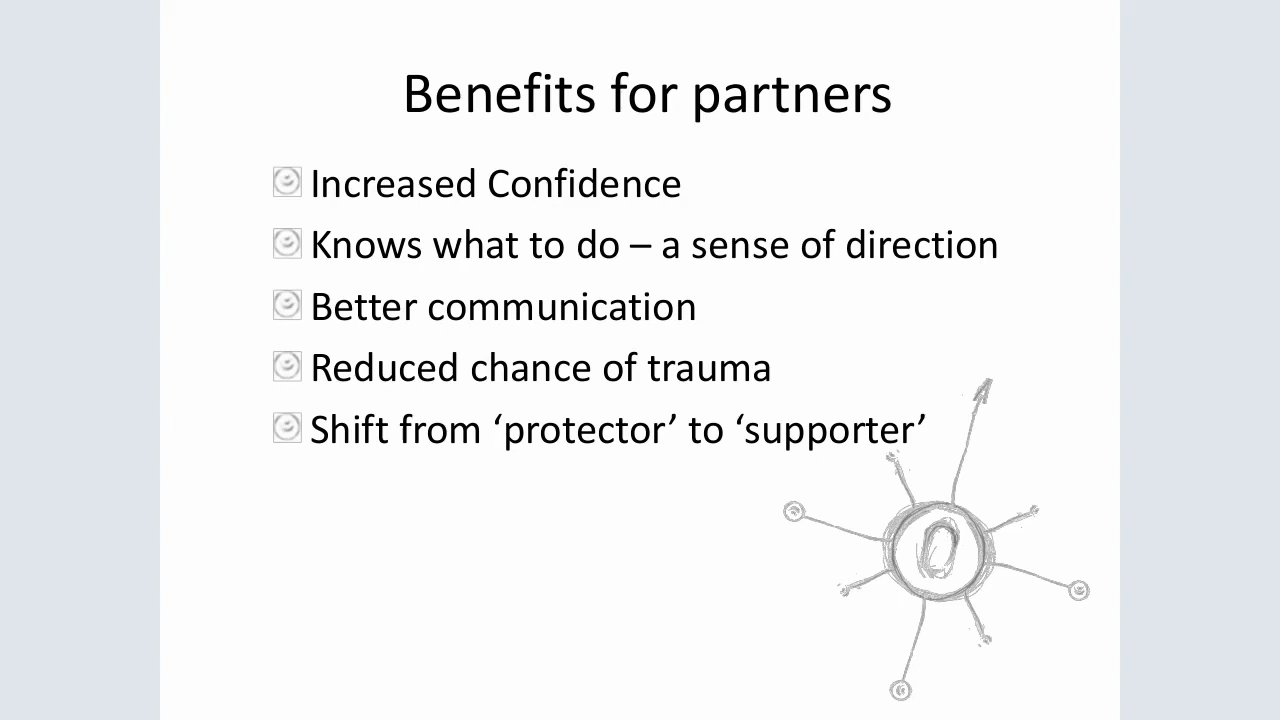 Benefits for partners
Increased Confidence
Knows what to do – a sense of direction
Better communication
Reduced chance of trauma
Shift from ‘protector’ to ‘supporter’